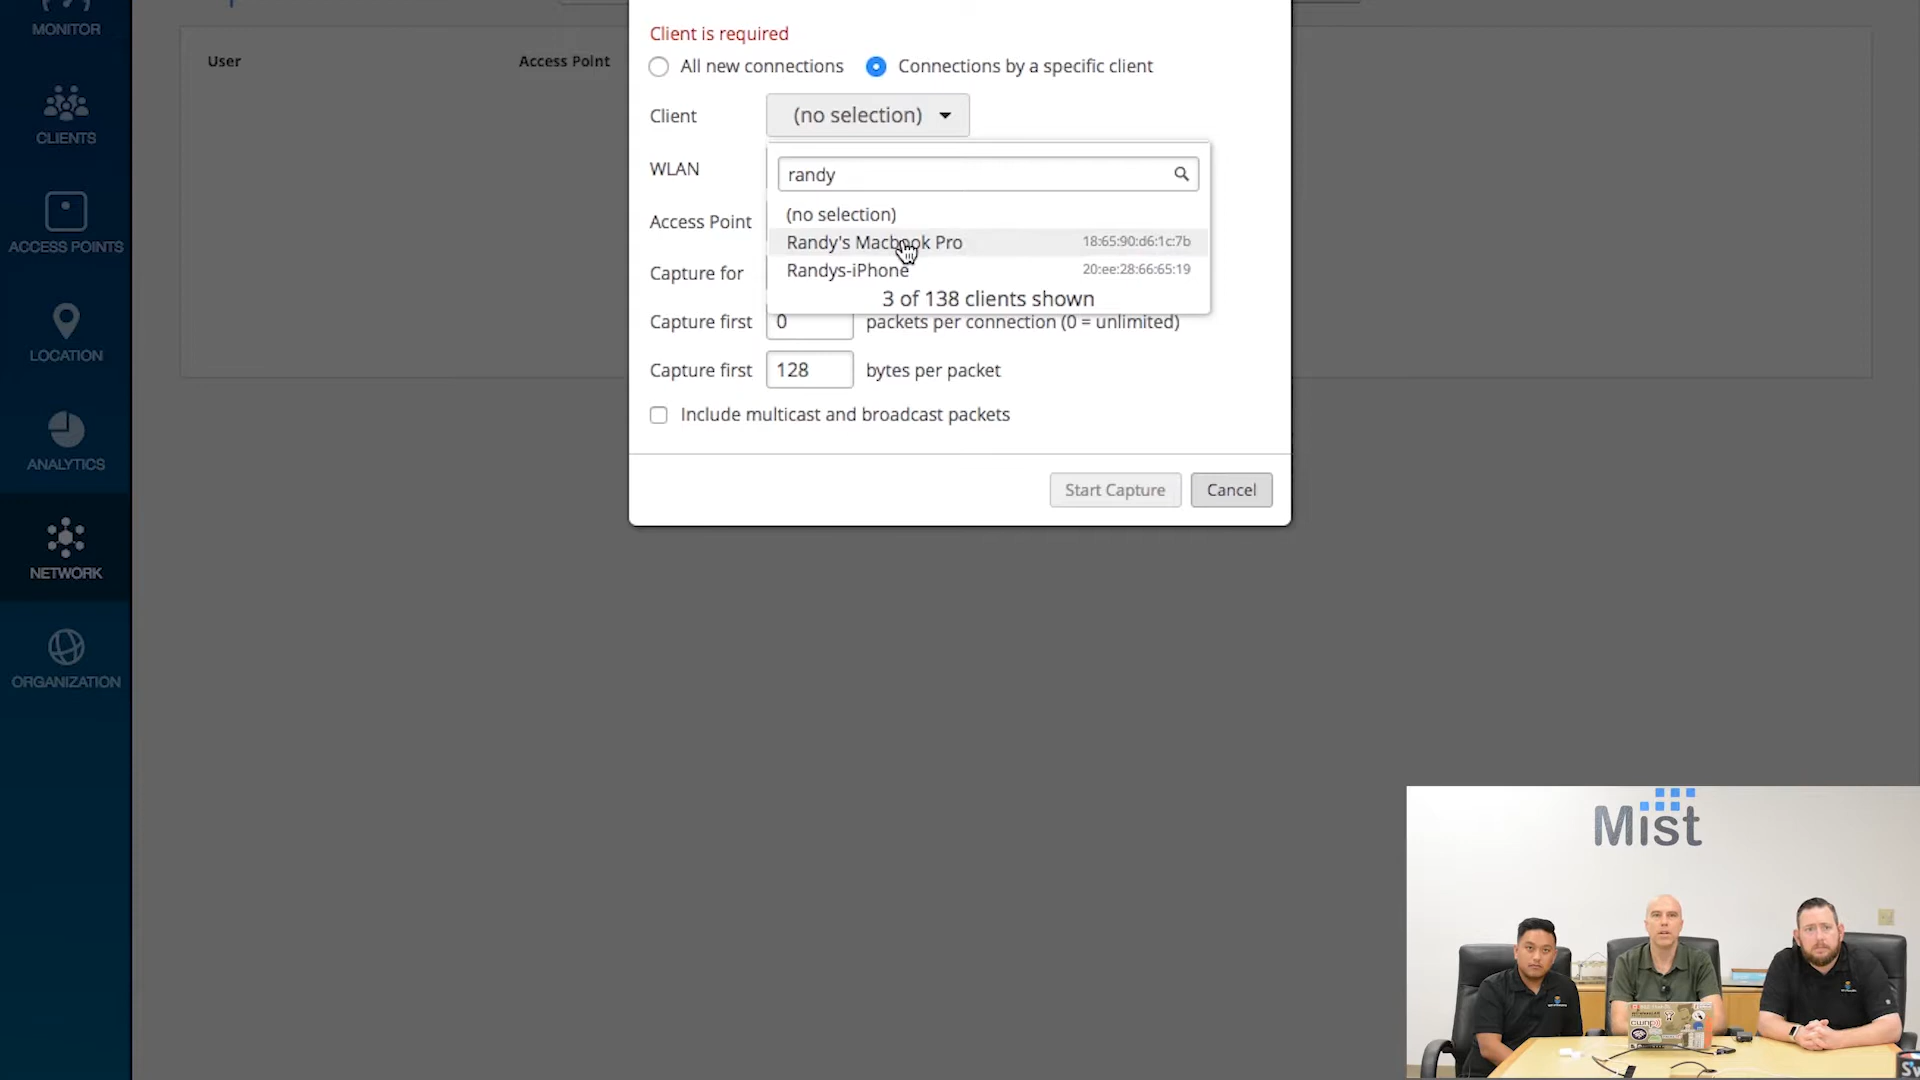 MONITOR
CLIENTS
ACCESS POINTS
LOCATION
ANALYTICS
NETWORK
ORGANIZATION
User Access Point
Client is required
All new connections Connections by a specific client
Client (no selection)
WLAN
randy
Access Point
(no selection)
Randy's Macbook Pro 18:65:90:d6:1c:7b
Capture for
Randys-iPhone 20:ee:28:66:65:19
3 of 138 clients shown
Capture first 0 packets per connection (0 = unlimited)
Capture first 128 bytes per packet
Include multicast and broadcast packets
Start Capture Cancel
Mist
cwnp